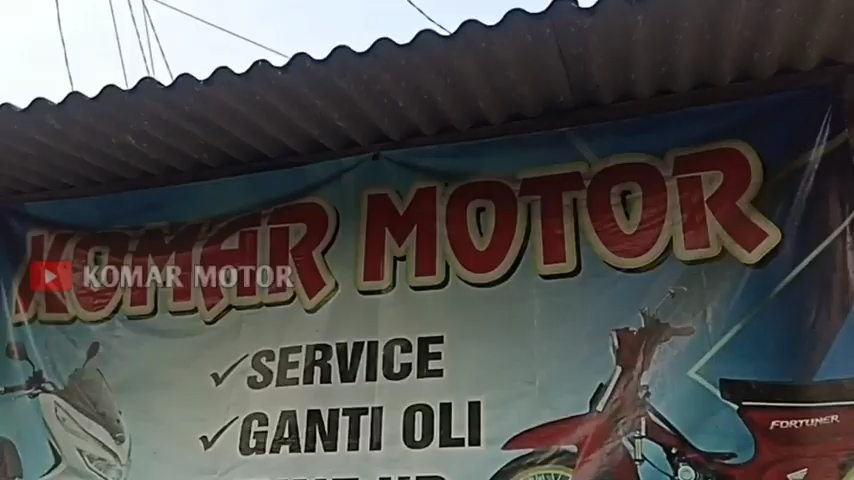 KOMAR MOTOR
KOMAR MOTOR
✓ SERVICE
✓ GANTI OLI
FORTUNER